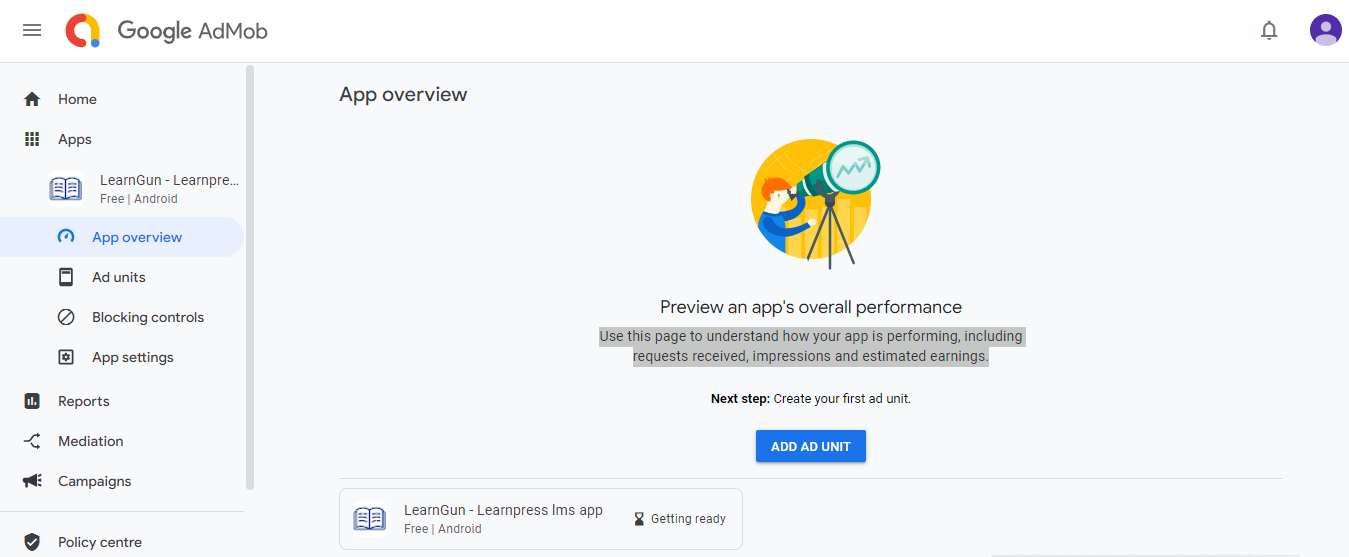 Google AdMob
Home
Apps
LearnGun - Learnpre...
Free | Android
App overview
Ad units
Blocking controls
App settings
Reports
Mediation
Campaigns
Policy centre
App overview
Preview an app's overall performance
Use this page to understand how your app is performing, including
requests received, impressions and estimated earnings.
Next step: Create your first ad unit.
ADD AD UNIT
LearnGun - Learnpress lms app
Free | Android
Getting ready